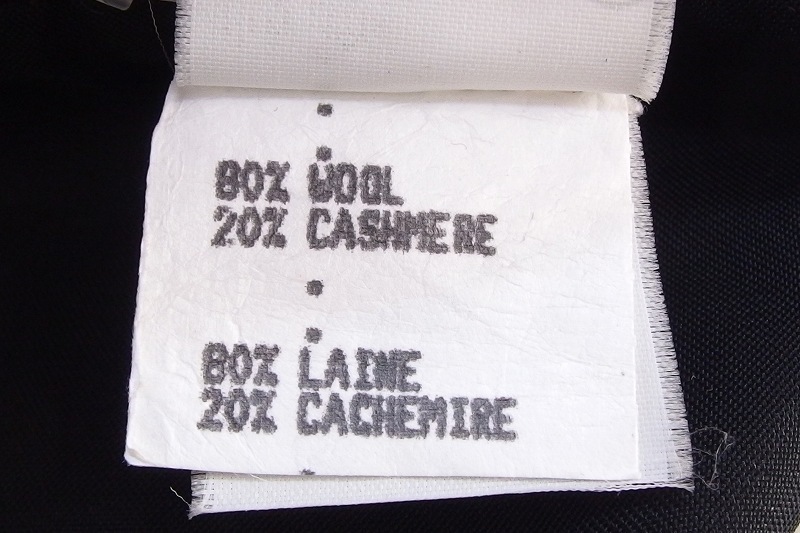 80% WOOL
20% CASHMERE
80% LAINE
20% CACHEMIRE